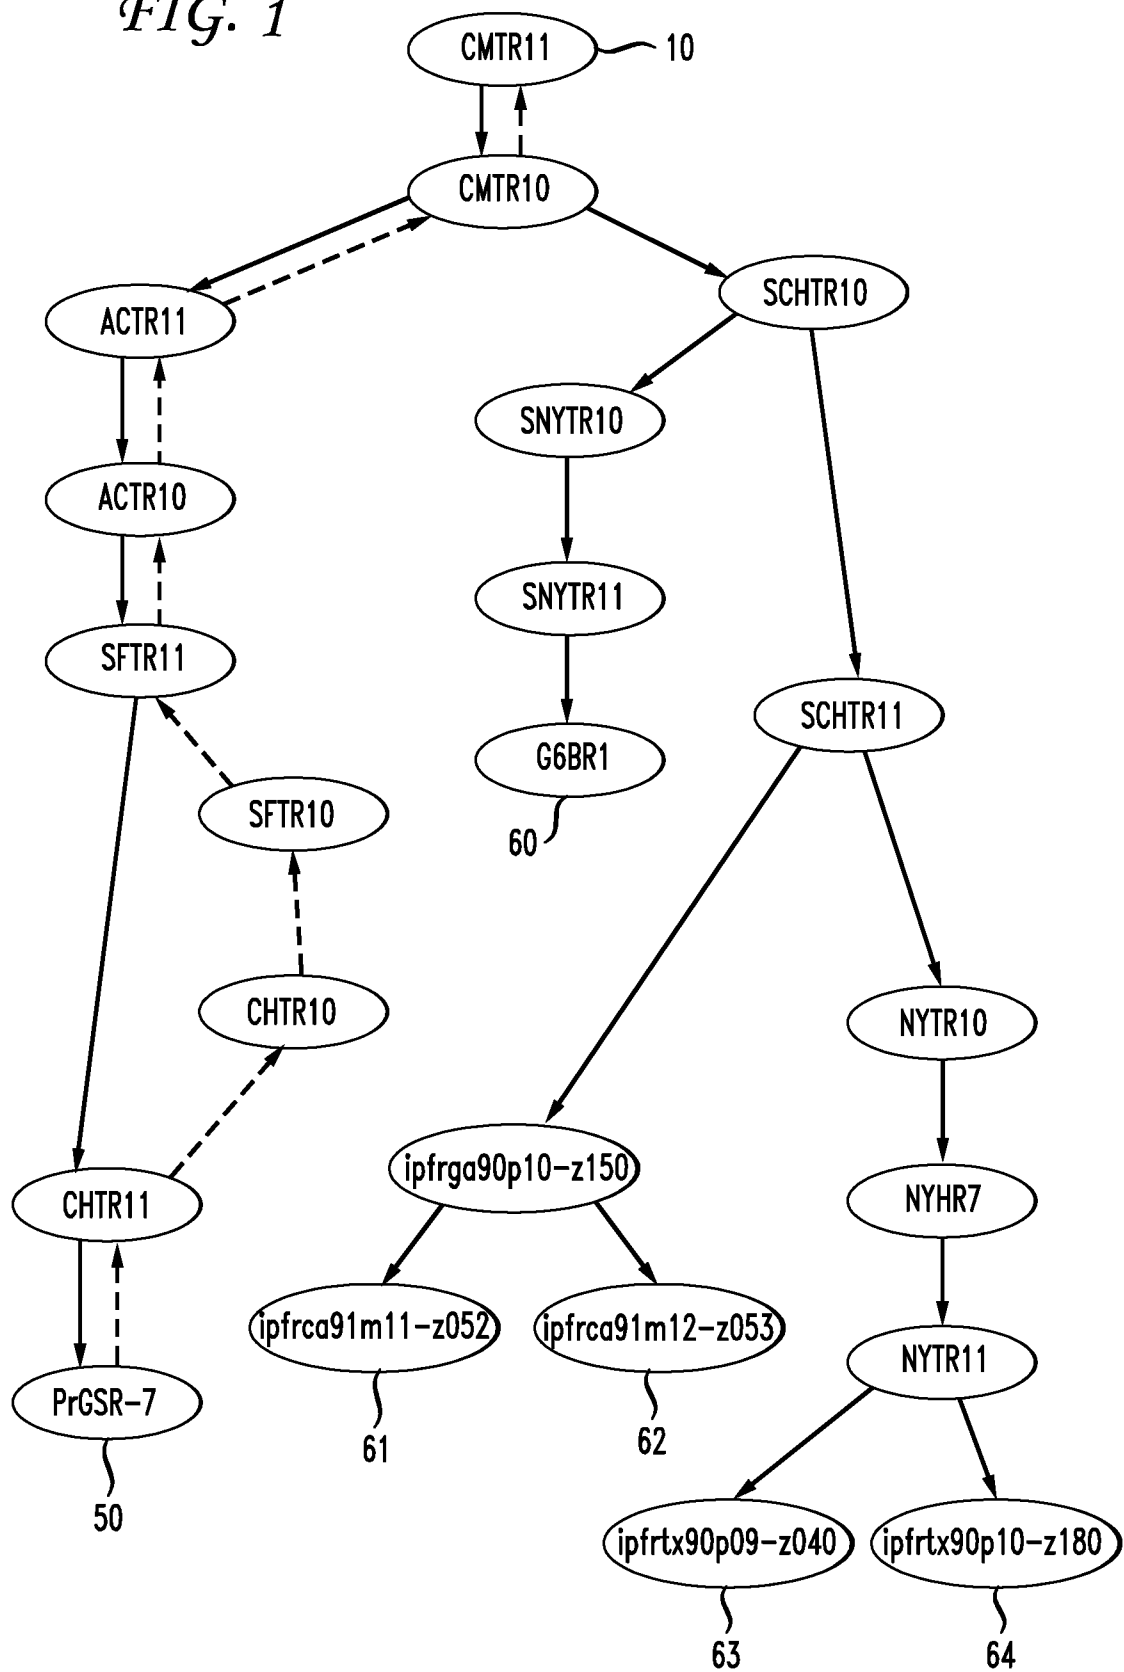 FIG. 1
CMTR11
10
CMTR10
SCHTR10
ACTR11
SNYTR10
ACTR10
SNYTR11
SFTR11
SCHTR11
G6BR1
SFTR10
60
CHTR10
NYTR10
ipfrga90p10-z150
CHTR11
NYHR7
ipfrca91m11-z052
ipfrca91m12-z053
NYTR11
PrGSR-7
61
62
50
ipfrtx90p09-z040
ipfrtx90p10-z180
63
64